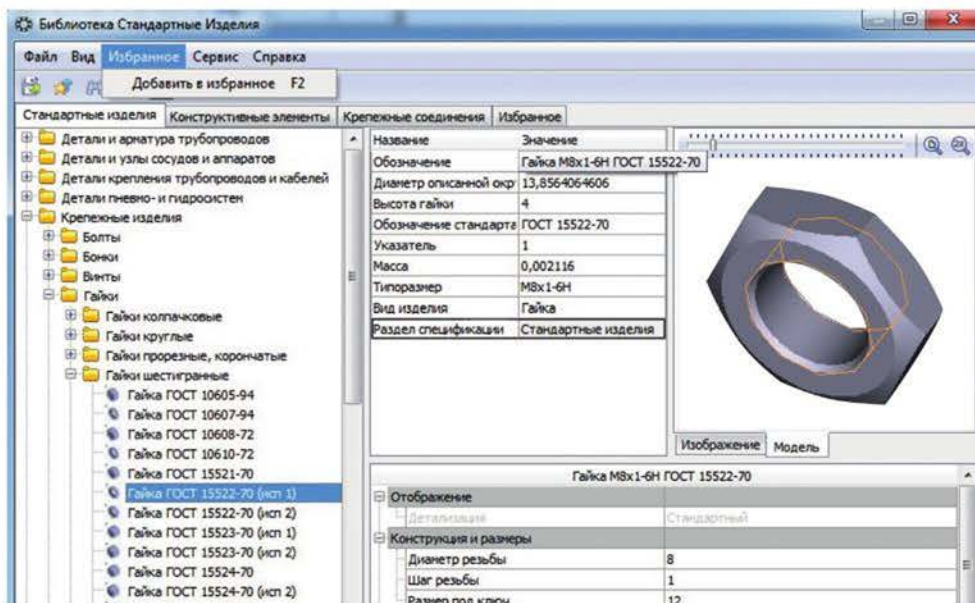 Библиотека Стандартные Изделия
Файл Вид Избранное Сервис Справка
Добавить в избранное F2
Стандартные изделия Конструктивные элементы Крепежные соединения Избранное
Детали и арматура трубопроводов
Детали и узлы сосудов и аппаратов
Детали крепления трубопроводов и кабелей
Детали пневмо- и гидросистем
Крепежные изделия
Болты
Бонки
Винты
Гайки
Гайки колпачковые
Гайки круглые
Гайки прорезные, корончатые
Гайки шестигранные
Гайка ГОСТ 10605-94
Гайка ГОСТ 10607-94
Гайка ГОСТ 10608-72
Гайка ГОСТ 10610-72
Гайка ГОСТ 15521-70
Гайка ГОСТ 15522-70 (исп 1)
Гайка ГОСТ 15522-70 (исп 2)
Гайка ГОСТ 15523-70 (исп 1)
Гайка ГОСТ 15523-70 (исп 2)
Гайка ГОСТ 15524-70
Гайка ГОСТ 15524-70 (исп 2)
Название Значение
Обозначение Гайка М8х1-6Н ГОСТ 15522-70
Диаметр описанной окр 13,8564064606
Высота гайки 4
Обозначение стандарта ГОСТ 15522-70
Указатель 1
Масса 0,002116
Типоразмер М8х1-6Н
Вид изделия Гайка
Раздел спецификации Стандартные изделия
Изображение Модель
Гайка М8х1-6Н ГОСТ 15522-70
Отображение
Детализация Стандартный
Конструкция и размеры
Диаметр резьбы 8
Шаг резьбы 1
Размер под ключ 12